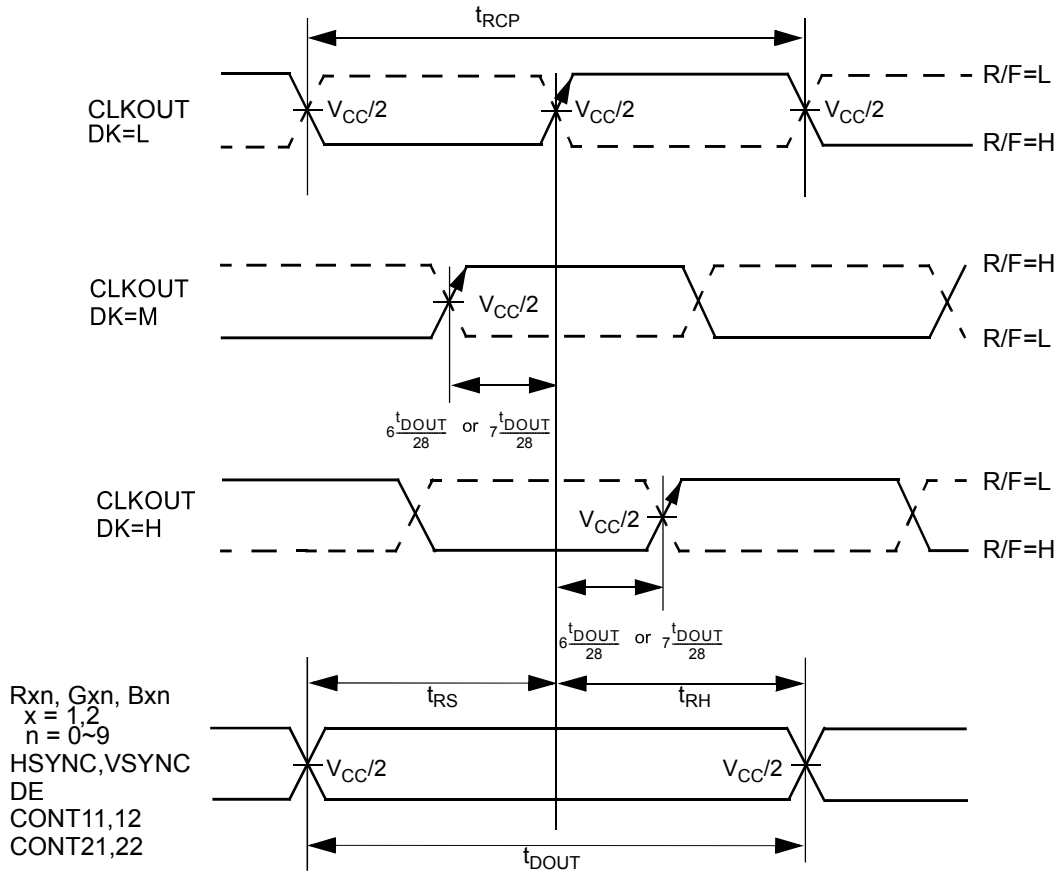 tRCP
CLKOUT
DK=L
VCC/2
VCC/2
VCC/2
R/F=L
R/F=H
CLKOUT
DK=M
VCC/2
R/F=H
R/F=L
6 tDOUT/28 or 7 tDOUT/28
CLKOUT
DK=H
VCC/2
R/F=L
R/F=H
6 tDOUT/28 or 7 tDOUT/28
tRS
tRH
Rxn, Gxn, Bxn
x = 1,2
n = 0~9
HSYNC,VSYNC
DE
CONT11,12
CONT21,22
VCC/2
VCC/2
tDOUT